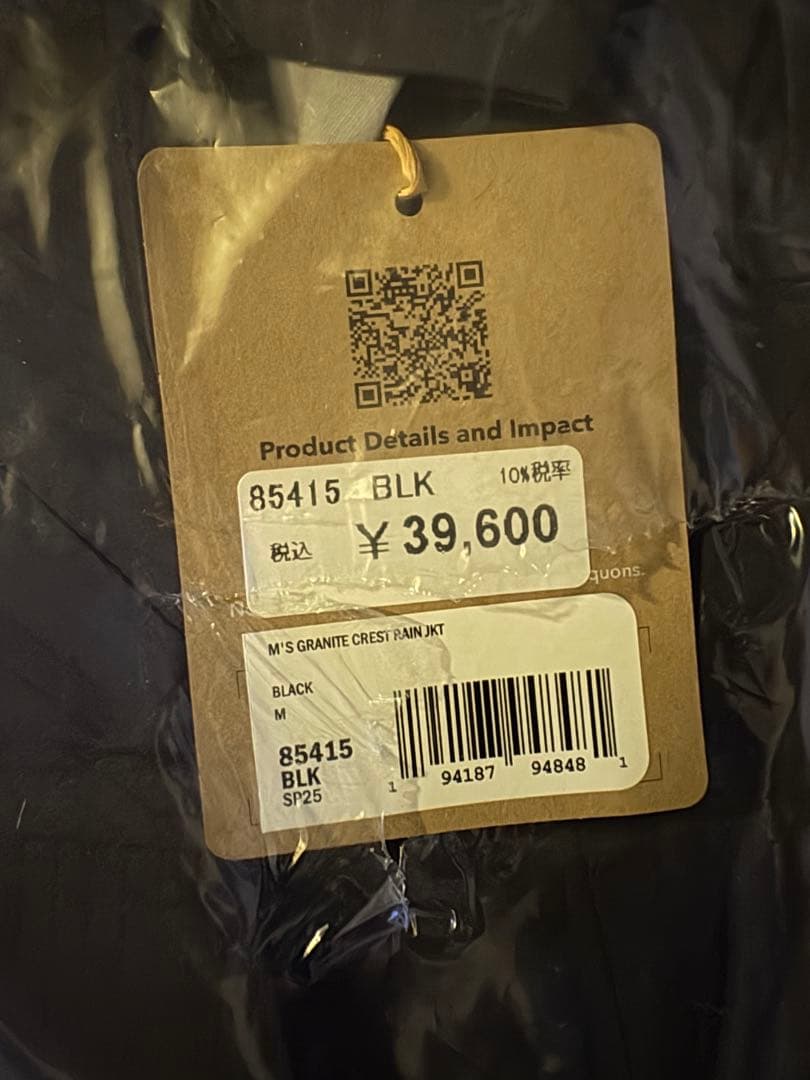 Product Details and Impact
85415 BLK 10%税率
税込 ¥39,600
quons.
M'S GRANITE CREST RAIN JKT
BLACK
M
85415
BLK
SP25
1 94187 94848 1